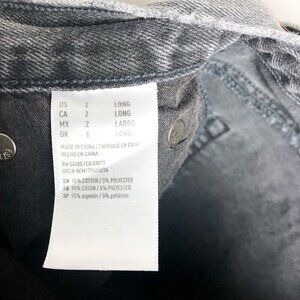 US 2 LONG
CA 2 LONG
MX 2 LARGO
UK 6 LONG
MADE IN CHINA / FABRIQUÉ EN CHINE
HECHO EN CHINA
EN 95% COTTON / 5% POLYESTER
FR 95% COTON / 5% POLYESTER
SP 95% algodón / 5% poliéster